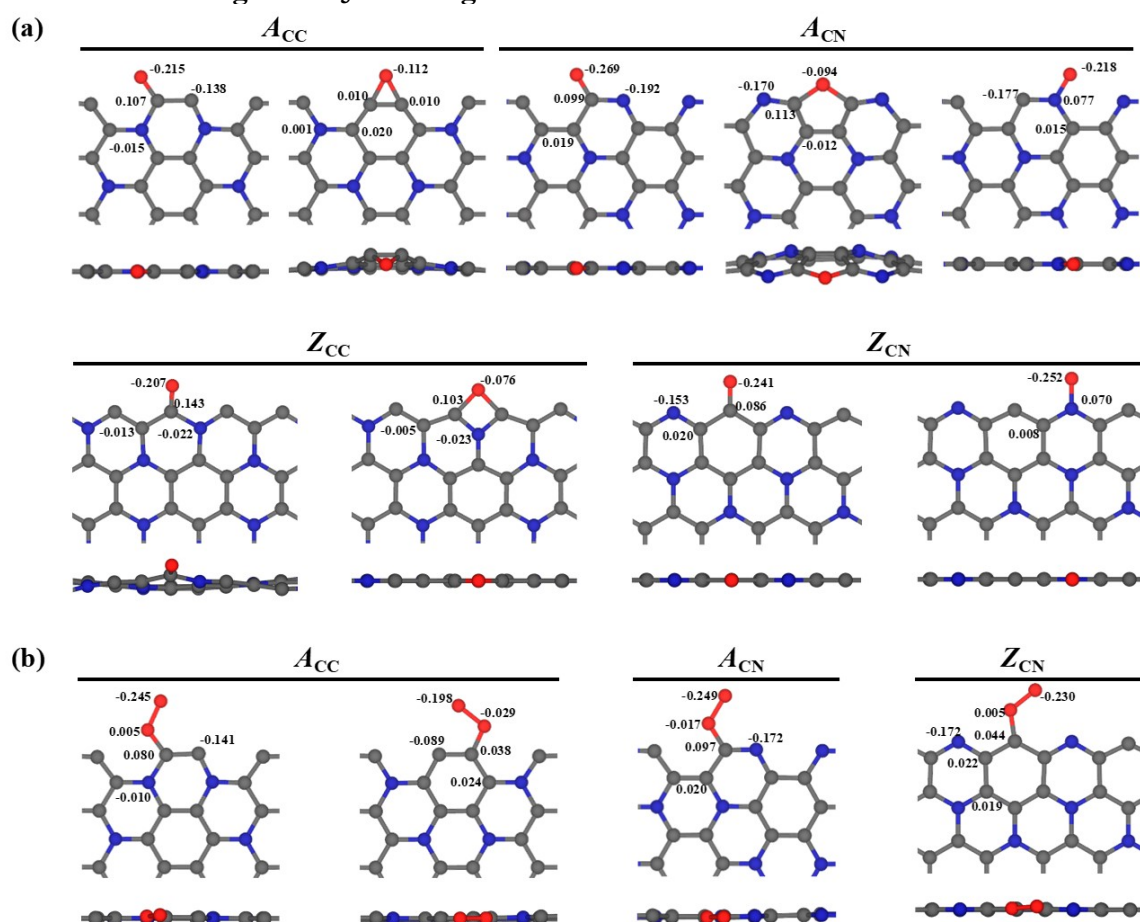 (a)
A_CC A_CN
-0.215 -0.138 0.107 -0.015
-0.112 0.010 0.010 0.001 0.020
-0.269 -0.192 0.099 0.019
-0.094 -0.170 0.113 -0.012
-0.218 -0.177 0.077 0.015
Z_CC Z_CN
-0.207 0.143 -0.013 -0.022
-0.076 0.103 -0.005 -0.023
-0.241 -0.153 0.086 0.020
-0.252 0.070 0.008
(b)
A_CC A_CN Z_CN
-0.245 0.005 0.080 -0.141 -0.010
-0.198 -0.029 -0.089 0.038 0.024
-0.249 -0.017 -0.172 0.097 0.020
-0.230 0.005 -0.172 0.044 0.022 0.019